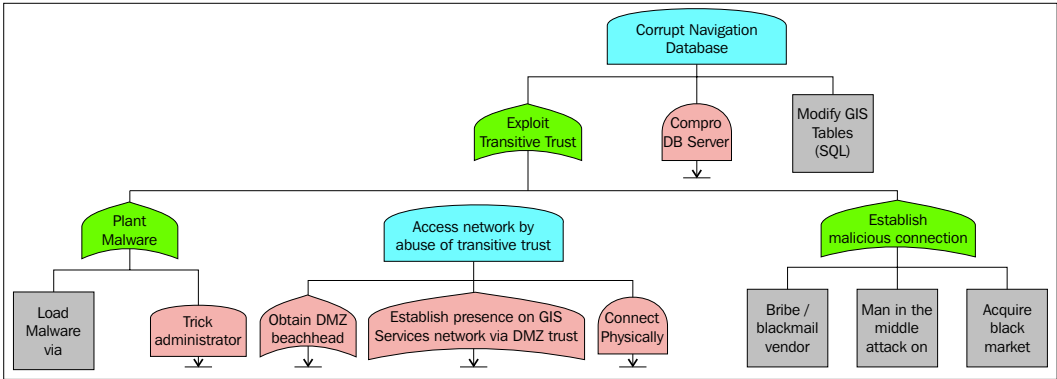 Corrupt Navigation
Database
Exploit
Transitive Trust
Compro
DB Server
Modify GIS
Tables
(SQL)
Plant
Malware
Access network by
abuse of transitive trust
Establish
malicious connection
Load
Malware
via
Trick
administrator
Obtain DMZ
beachhead
Establish presence on GIS
Services network via DMZ trust
Connect
Physically
Bribe /
blackmail
vendor
Man in the
middle
attack on
Acquire
black
market